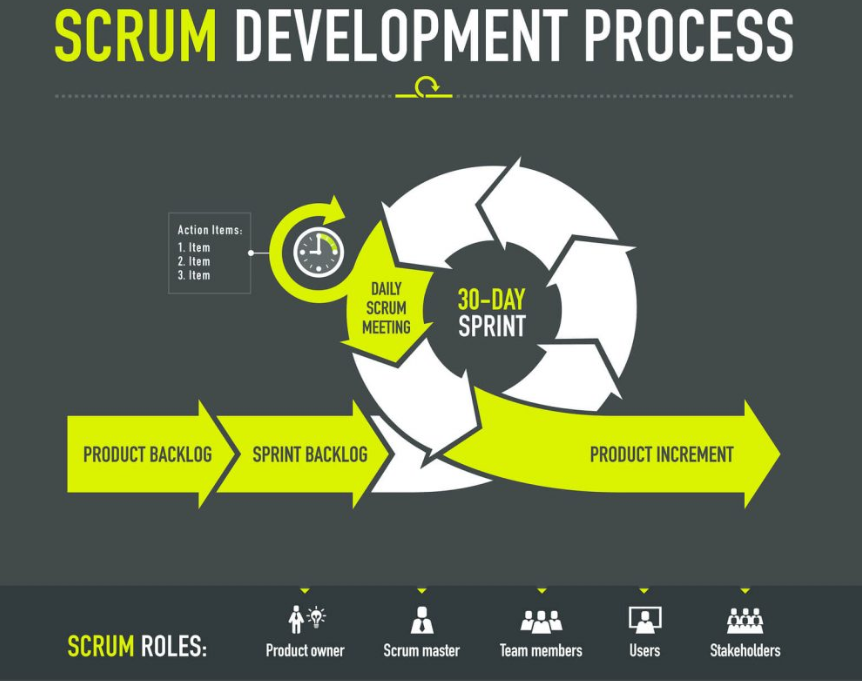 SCRUM DEVELOPMENT PROCESS
Action Items:
1. Item
2. Item
3. Item
DAILY
SCRUM
MEETING
30-DAY
SPRINT
PRODUCT BACKLOG
SPRINT BACKLOG
PRODUCT INCREMENT
SCRUM ROLES:
Product owner
Scrum master
Team members
Users
Stakeholders